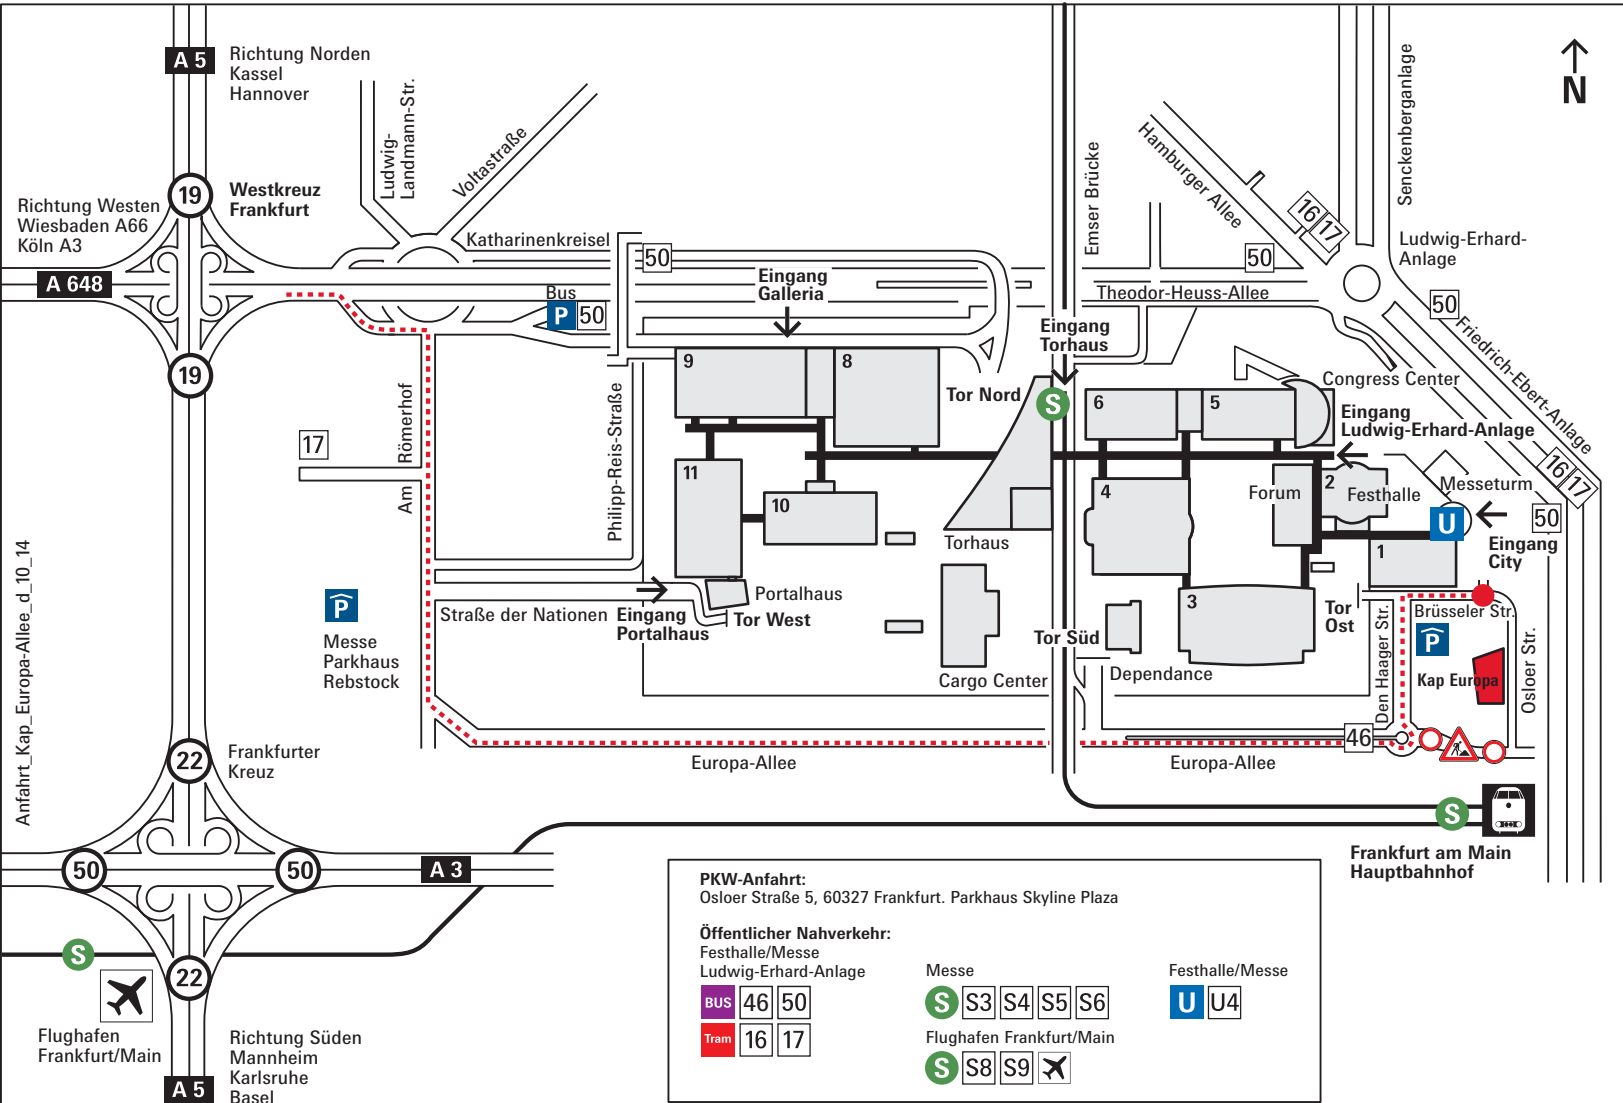 A 5
Richtung Norden
Kassel
Hannover
Ludwig-
Landmann-Str.
Voltastraße
Emser Brücke
Hamburger Allee
Senckenberganlage
N
19
Westkreuz
Frankfurt
Richtung Westen
Wiesbaden A66
Köln A3
A 648
Katharinenkreisel
50
16
17
50
Ludwig-Erhard-
Anlage
Eingang
Galleria
Theodor-Heuss-Allee
Bus
P
50
50
Friedrich-Ebert-Anlage
Eingang
Torhaus
19
9
8
Tor Nord
S
6
5
Congress Center
Eingang
Ludwig-Erhard-Anlage
17
Am
Römerhof
Philipp-Reis-Straße
11
10
4
Forum
2
Festhalle
Messeturm
16
17
U
50
Eingang
City
Torhaus
1
Anfahrt_Kap_Europa-Allee_d_10_14
P
Messe
Parkhaus
Rebstock
Straße der Nationen
Eingang
Portalhaus
Portalhaus
Tor West
3
Tor
Ost
Brüsseler Str.
P
Den Haager Str.
Osloer Str.
Kap Europa
Tor Süd
Dependance
Cargo Center
46
Europa-Allee
Europa-Allee
22
Frankfurter
Kreuz
S
Frankfurt am Main
Hauptbahnhof
50
50
A 3
S
22
Flughafen
Frankfurt/Main
Richtung Süden
Mannheim
Karlsruhe
Basel
A 5
PKW-Anfahrt:
Osloer Straße 5, 60327 Frankfurt. Parkhaus Skyline Plaza
Öffentlicher Nahverkehr:
Festhalle/Messe
Ludwig-Erhard-Anlage
BUS 46 50
Tram 16 17
Messe
S S3 S4 S5 S6
Flughafen Frankfurt/Main
S S8 S9
Festhalle/Messe
U U4